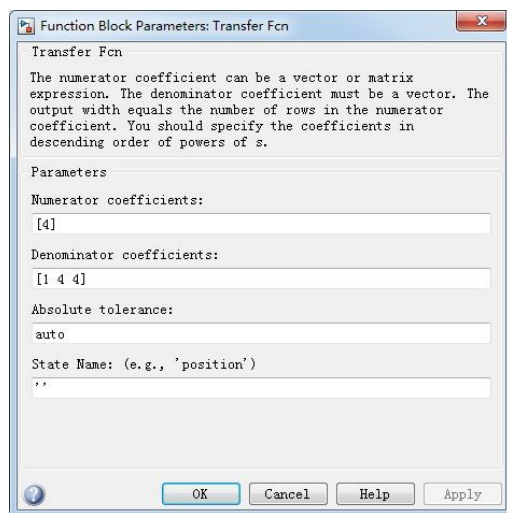 Function Block Parameters: Transfer Fcn
Transfer Fcn
The numerator coefficient can be a vector or matrix
expression. The denominator coefficient must be a vector. The
output width equals the number of rows in the numerator
coefficient. You should specify the coefficients in
descending order of powers of s.
Parameters
Numerator coefficients:
[4]
Denominator coefficients:
[1 4 4]
Absolute tolerance:
auto
State Name: (e.g., 'position')
''
? OK Cancel Help Apply